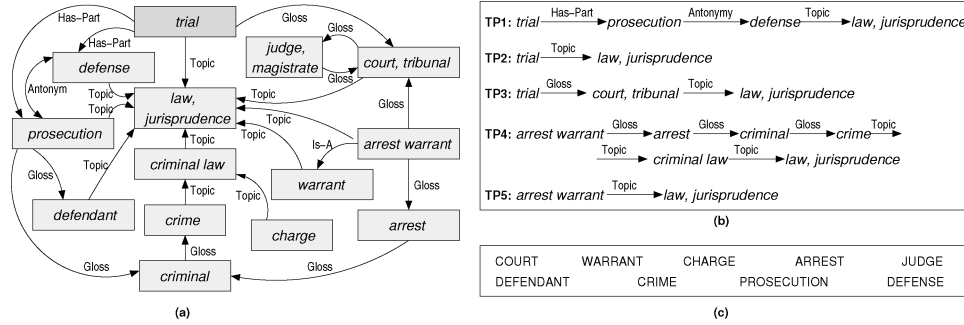 Has-Part
trial
Gloss
Has-Part
judge,
magistrate
court, tribunal
defense
Topic
Gloss
Antonym
Topic
Topic
law,
jurisprudence
Topic
Gloss
prosecution
Topic
Is-A
arrest warrant
Topic
Topic
criminal law
warrant
Gloss
Topic
Gloss
Topic
defendant
crime
charge
arrest
Gloss
Gloss
Gloss
criminal
(a)
TP1: trial Has-Part prosecution Antonymy defense Topic law, jurisprudence
TP2: trial Topic law, jurisprudence
TP3: trial Gloss court, tribunal Topic law, jurisprudence
TP4: arrest warrant Gloss arrest Gloss criminal Gloss crime Topic
Topic criminal law Topic law, jurisprudence
TP5: arrest warrant Topic law, jurisprudence
(b)
COURT WARRANT CHARGE ARREST JUDGE
DEFENDANT CRIME PROSECUTION DEFENSE
(c)